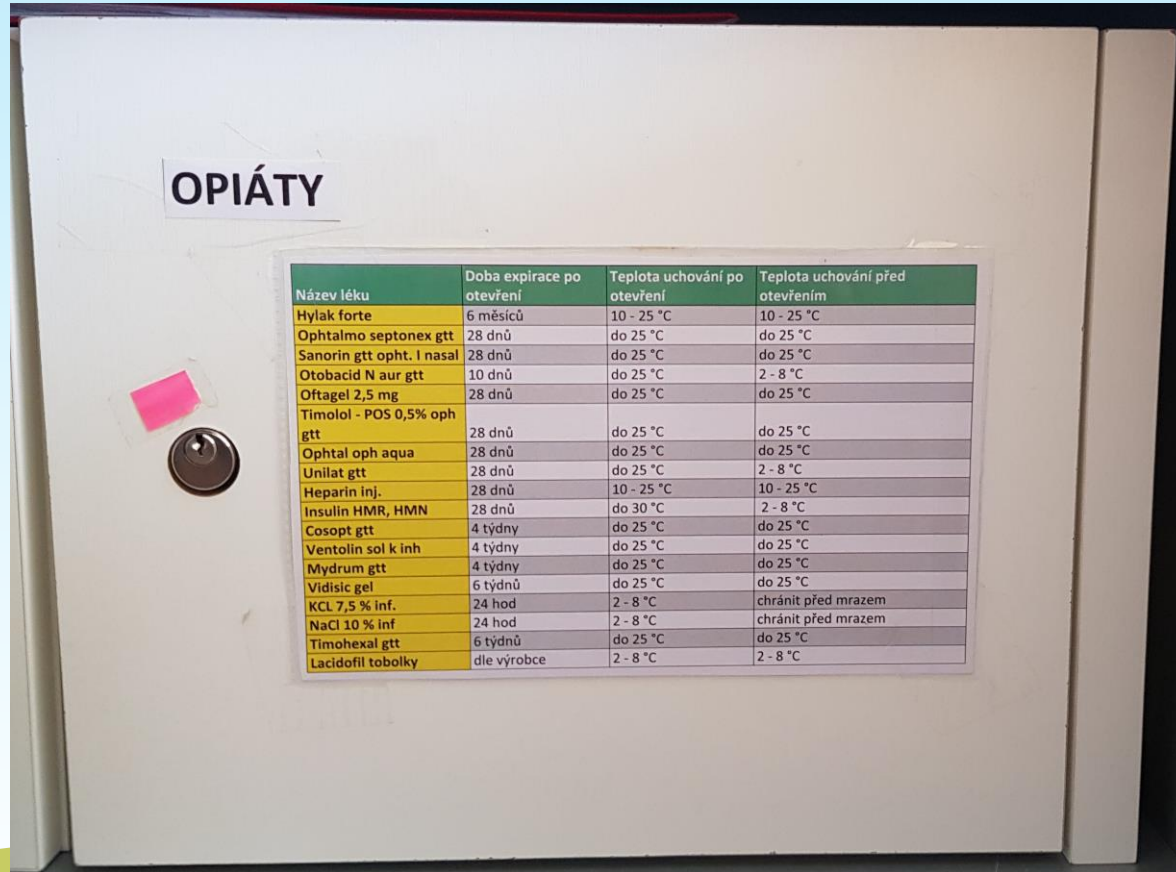 OPIÁTY
Název léku Doba expirace po otevření Teplota uchování po otevření Teplota uchování před otevřením
Hylak forte 6 měsíců 10 - 25 °C 10 - 25 °C
Ophtalmo septonex gtt 28 dnů do 25 °C do 25 °C
Sanorin gtt opht. I nasal 28 dnů do 25 °C do 25 °C
Otobacid N aur gtt 10 dnů do 25 °C 2 - 8 °C
Oftagel 2,5 mg 28 dnů do 25 °C do 25 °C
Timolol - POS 0,5% oph gtt 28 dnů do 25 °C do 25 °C
Ophtal oph aqua 28 dnů do 25 °C do 25 °C
Unilat gtt 28 dnů do 25 °C 2 - 8 °C
Heparin inj. 28 dnů 10 - 25 °C 10 - 25 °C
Insulin HMR, HMN 28 dnů do 30 °C 2 - 8 °C
Cosopt gtt 4 týdny do 25 °C do 25 °C
Ventolin sol k inh 4 týdny do 25 °C do 25 °C
Mydrum gtt 4 týdny do 25 °C do 25 °C
Vidisic gel 6 týdnů do 25 °C do 25 °C
KCL 7,5 % inf. 24 hod 2 - 8 °C chránit před mrazem
NaCl 10 % inf 24 hod 2 - 8 °C chránit před mrazem
Timohexal gtt 6 týdnů do 25 °C do 25 °C
Lacidofil tobolky dle výrobce 2 - 8 °C 2 - 8 °C